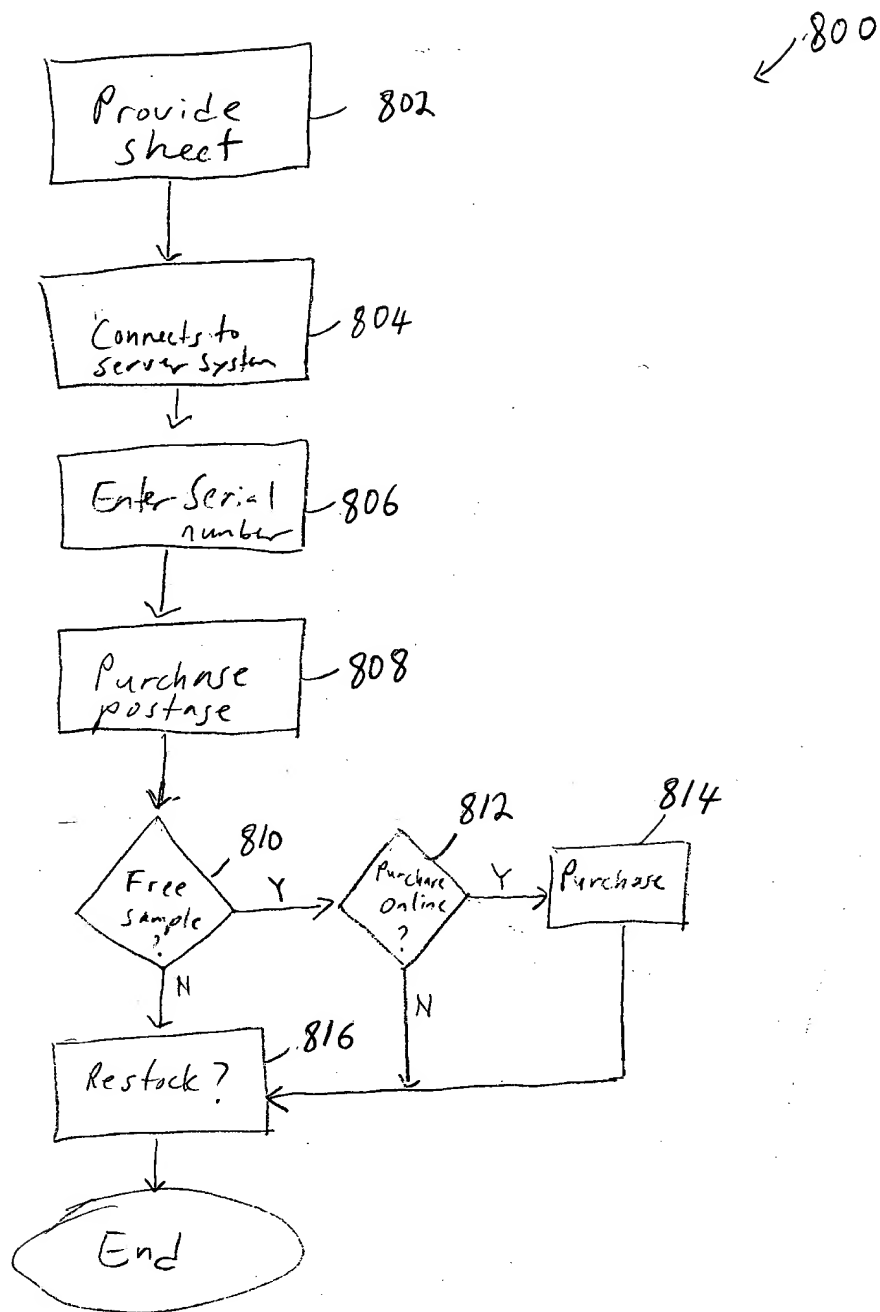 800
Provide
sheet
802
Connects to
server system
804
Enter Serial
number
806
Purchase
postage
808
810
Free
sample
?
Y
N
812
Purchase
online
?
Y
N
814
Purchase
816
Restock?
End